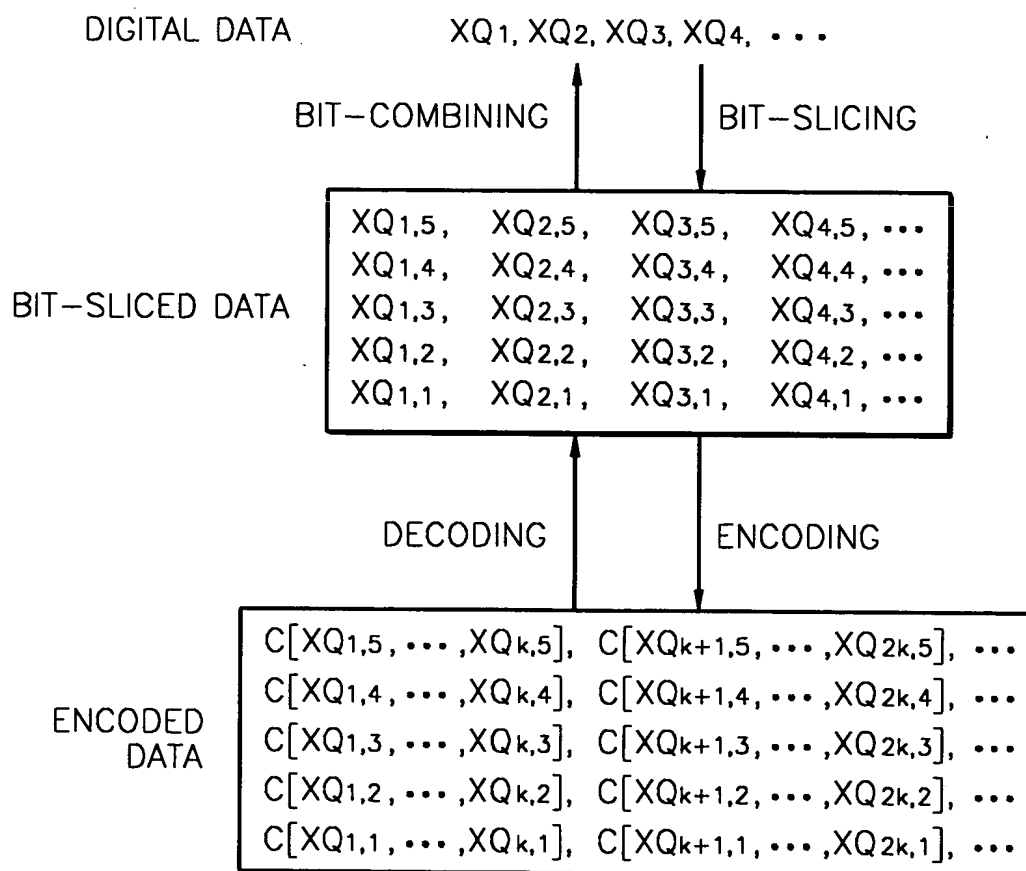 DIGITAL DATA XQ1, XQ2, XQ3, XQ4, •••
BIT–COMBINING BIT–SLICING
XQ1,5, XQ2,5, XQ3,5, XQ4,5, •••
XQ1,4, XQ2,4, XQ3,4, XQ4,4, •••
BIT–SLICED DATA XQ1,3, XQ2,3, XQ3,3, XQ4,3, •••
XQ1,2, XQ2,2, XQ3,2, XQ4,2, •••
XQ1,1, XQ2,1, XQ3,1, XQ4,1, •••
DECODING ENCODING
C[XQ1,5, ••• ,XQk,5], C[XQk+1,5, ••• ,XQ2k,5], •••
C[XQ1,4, ••• ,XQk,4], C[XQk+1,4, ••• ,XQ2k,4], •••
ENCODED
DATA C[XQ1,3, ••• ,XQk,3], C[XQk+1,3, ••• ,XQ2k,3], •••
C[XQ1,2, ••• ,XQk,2], C[XQk+1,2, ••• ,XQ2k,2], •••
C[XQ1,1, ••• ,XQk,1], C[XQk+1,1, ••• ,XQ2k,1], •••